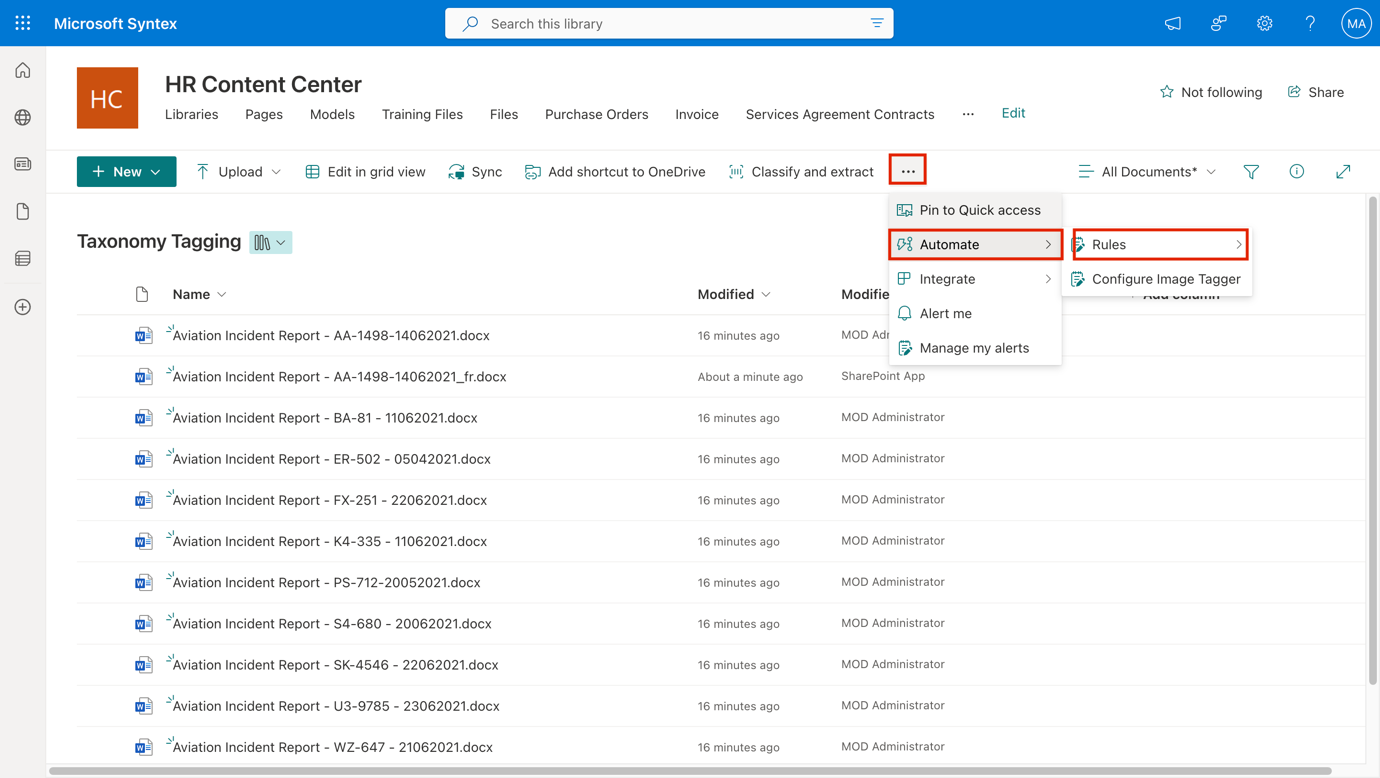 Microsoft Syntex
Search this library
MA
HC
HR Content Center
Not following
Share
Libraries
Pages
Models
Training Files
Files
Purchase Orders
Invoice
Services Agreement Contracts
...
Edit
New
Upload
Edit in grid view
Sync
Add shortcut to OneDrive
Classify and extract
...
All Documents*
Pin to Quick access
Automate
Integrate
Alert me
Manage my alerts
Rules
Configure Image Tagger
Taxonomy Tagging
Name
Modified
Aviation Incident Report - AA-1498-14062021.docx
16 minutes ago
Aviation Incident Report - AA-1498-14062021_fr.docx
About a minute ago
SharePoint App
Aviation Incident Report - BA-81 - 11062021.docx
16 minutes ago
MOD Administrator
Aviation Incident Report - ER-502 - 05042021.docx
16 minutes ago
MOD Administrator
Aviation Incident Report - FX-251 - 22062021.docx
16 minutes ago
MOD Administrator
Aviation Incident Report - K4-335 - 11062021.docx
16 minutes ago
MOD Administrator
Aviation Incident Report - PS-712-20052021.docx
16 minutes ago
MOD Administrator
Aviation Incident Report - S4-680 - 20062021.docx
16 minutes ago
MOD Administrator
Aviation Incident Report - SK-4546 - 22062021.docx
16 minutes ago
MOD Administrator
Aviation Incident Report - U3-9785 - 23062021.docx
16 minutes ago
MOD Administrator
Aviation Incident Report - WZ-647 - 21062021.docx
16 minutes ago
MOD Administrator